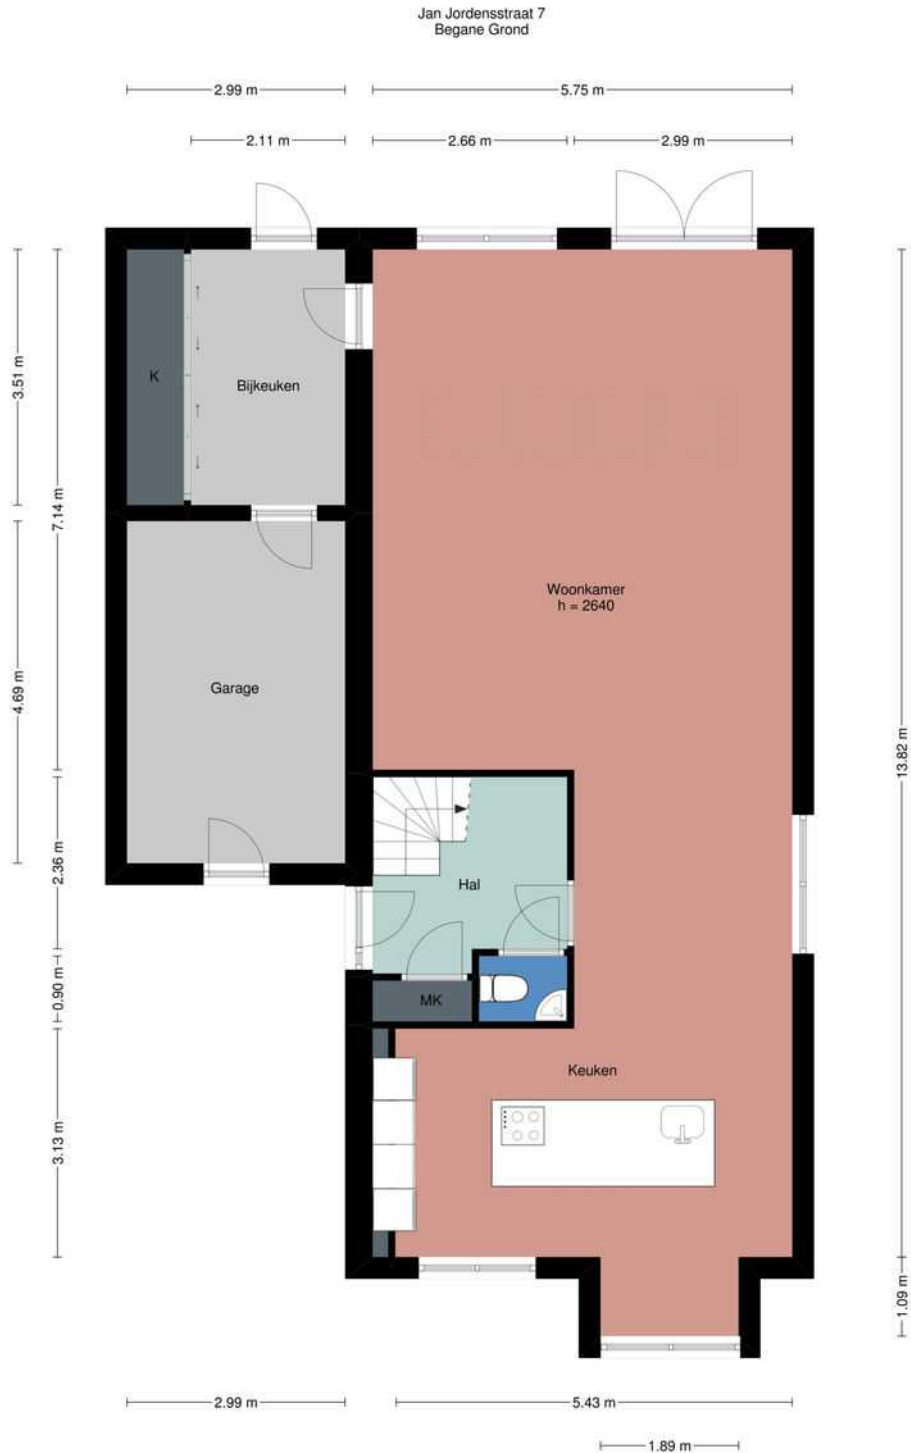 Jan Jordensstraat 7
Begane Grond
2.99 m
5.75 m
2.11 m
2.66 m
2.99 m
3.51 m
7.14 m
K
Bijkeuken
Woonkamer
h = 2640
4.69 m
Garage
13.82 m
2.36 m
Hal
0.90 m
MK
Keuken
3.13 m
1.09 m
2.99 m
5.43 m
1.89 m